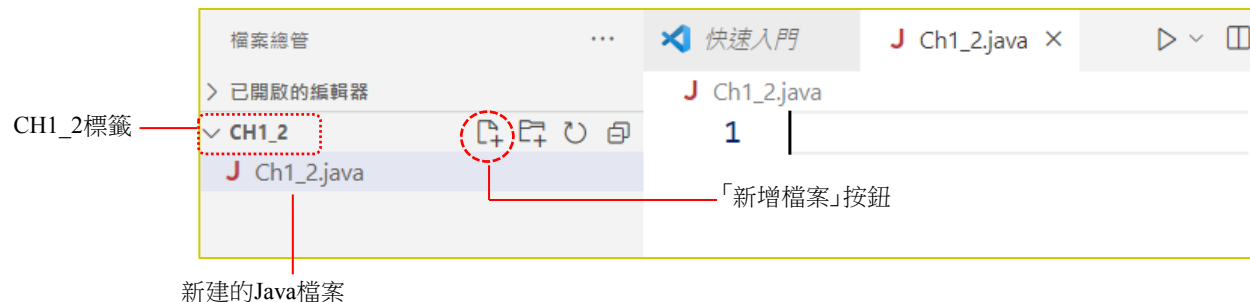 檔案總管 ···
快速入門
J Ch1_2.java ×
> 已開啟的編輯器
J Ch1_2.java
CH1_2標籤
CH1_2
1
J Ch1_2.java
「新增檔案」按鈕
新建的Java檔案